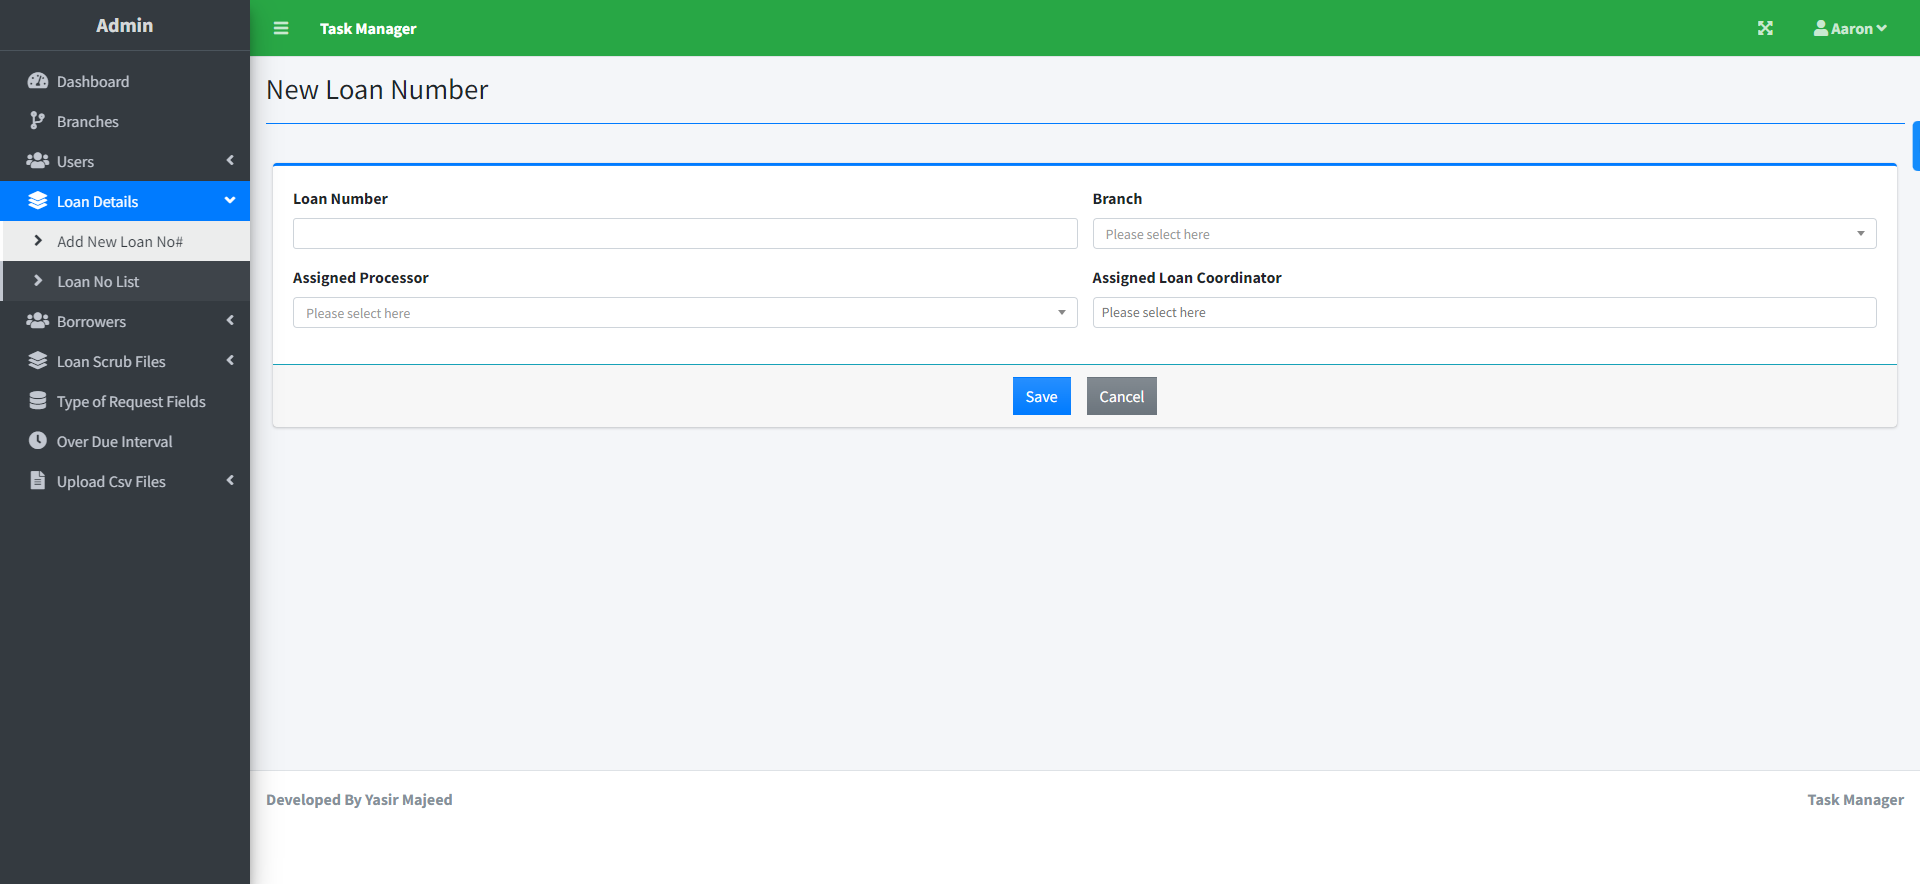 Admin
Task Manager
Aaron
Dashboard
Branches
Users
Loan Details
Add New Loan No#
Loan No List
Borrowers
Loan Scrub Files
Type of Request Fields
Over Due Interval
Upload Csv Files
New Loan Number
Loan Number
Branch
Please select here
Assigned Processor
Assigned Loan Coordinator
Please select here
Please select here
Save
Cancel
Developed By Yasir Majeed
Task Manager